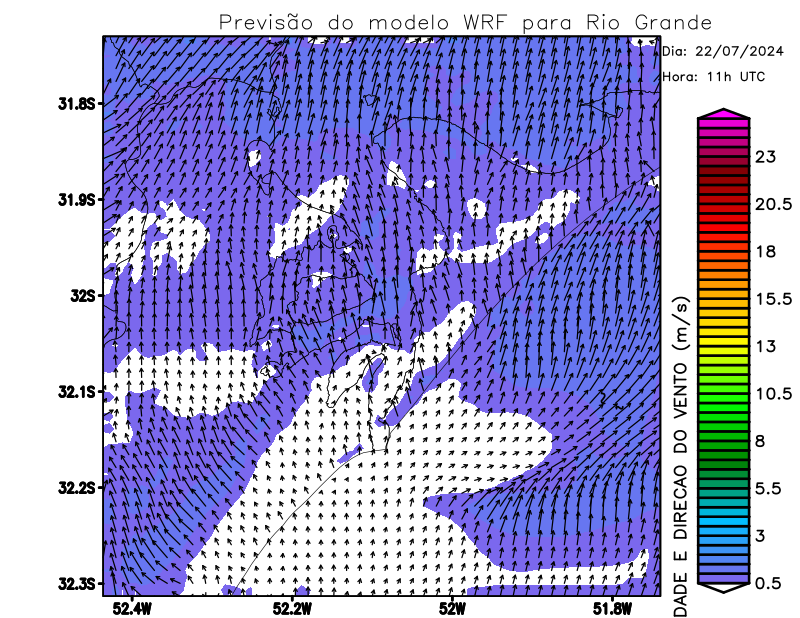 Previsão do modelo WRF para Rio Grande
Dia: 22/07/2024
Hora: 11h UTC
31.8S
31.9S
32S
32.1S
32.2S
32.3S
52.4W
52.2W
52W
51.8W
23
20.5
18
15.5
13
10.5
8
5.5
3
0.5
DADE E DIRECAO DO VENTO (m/s)